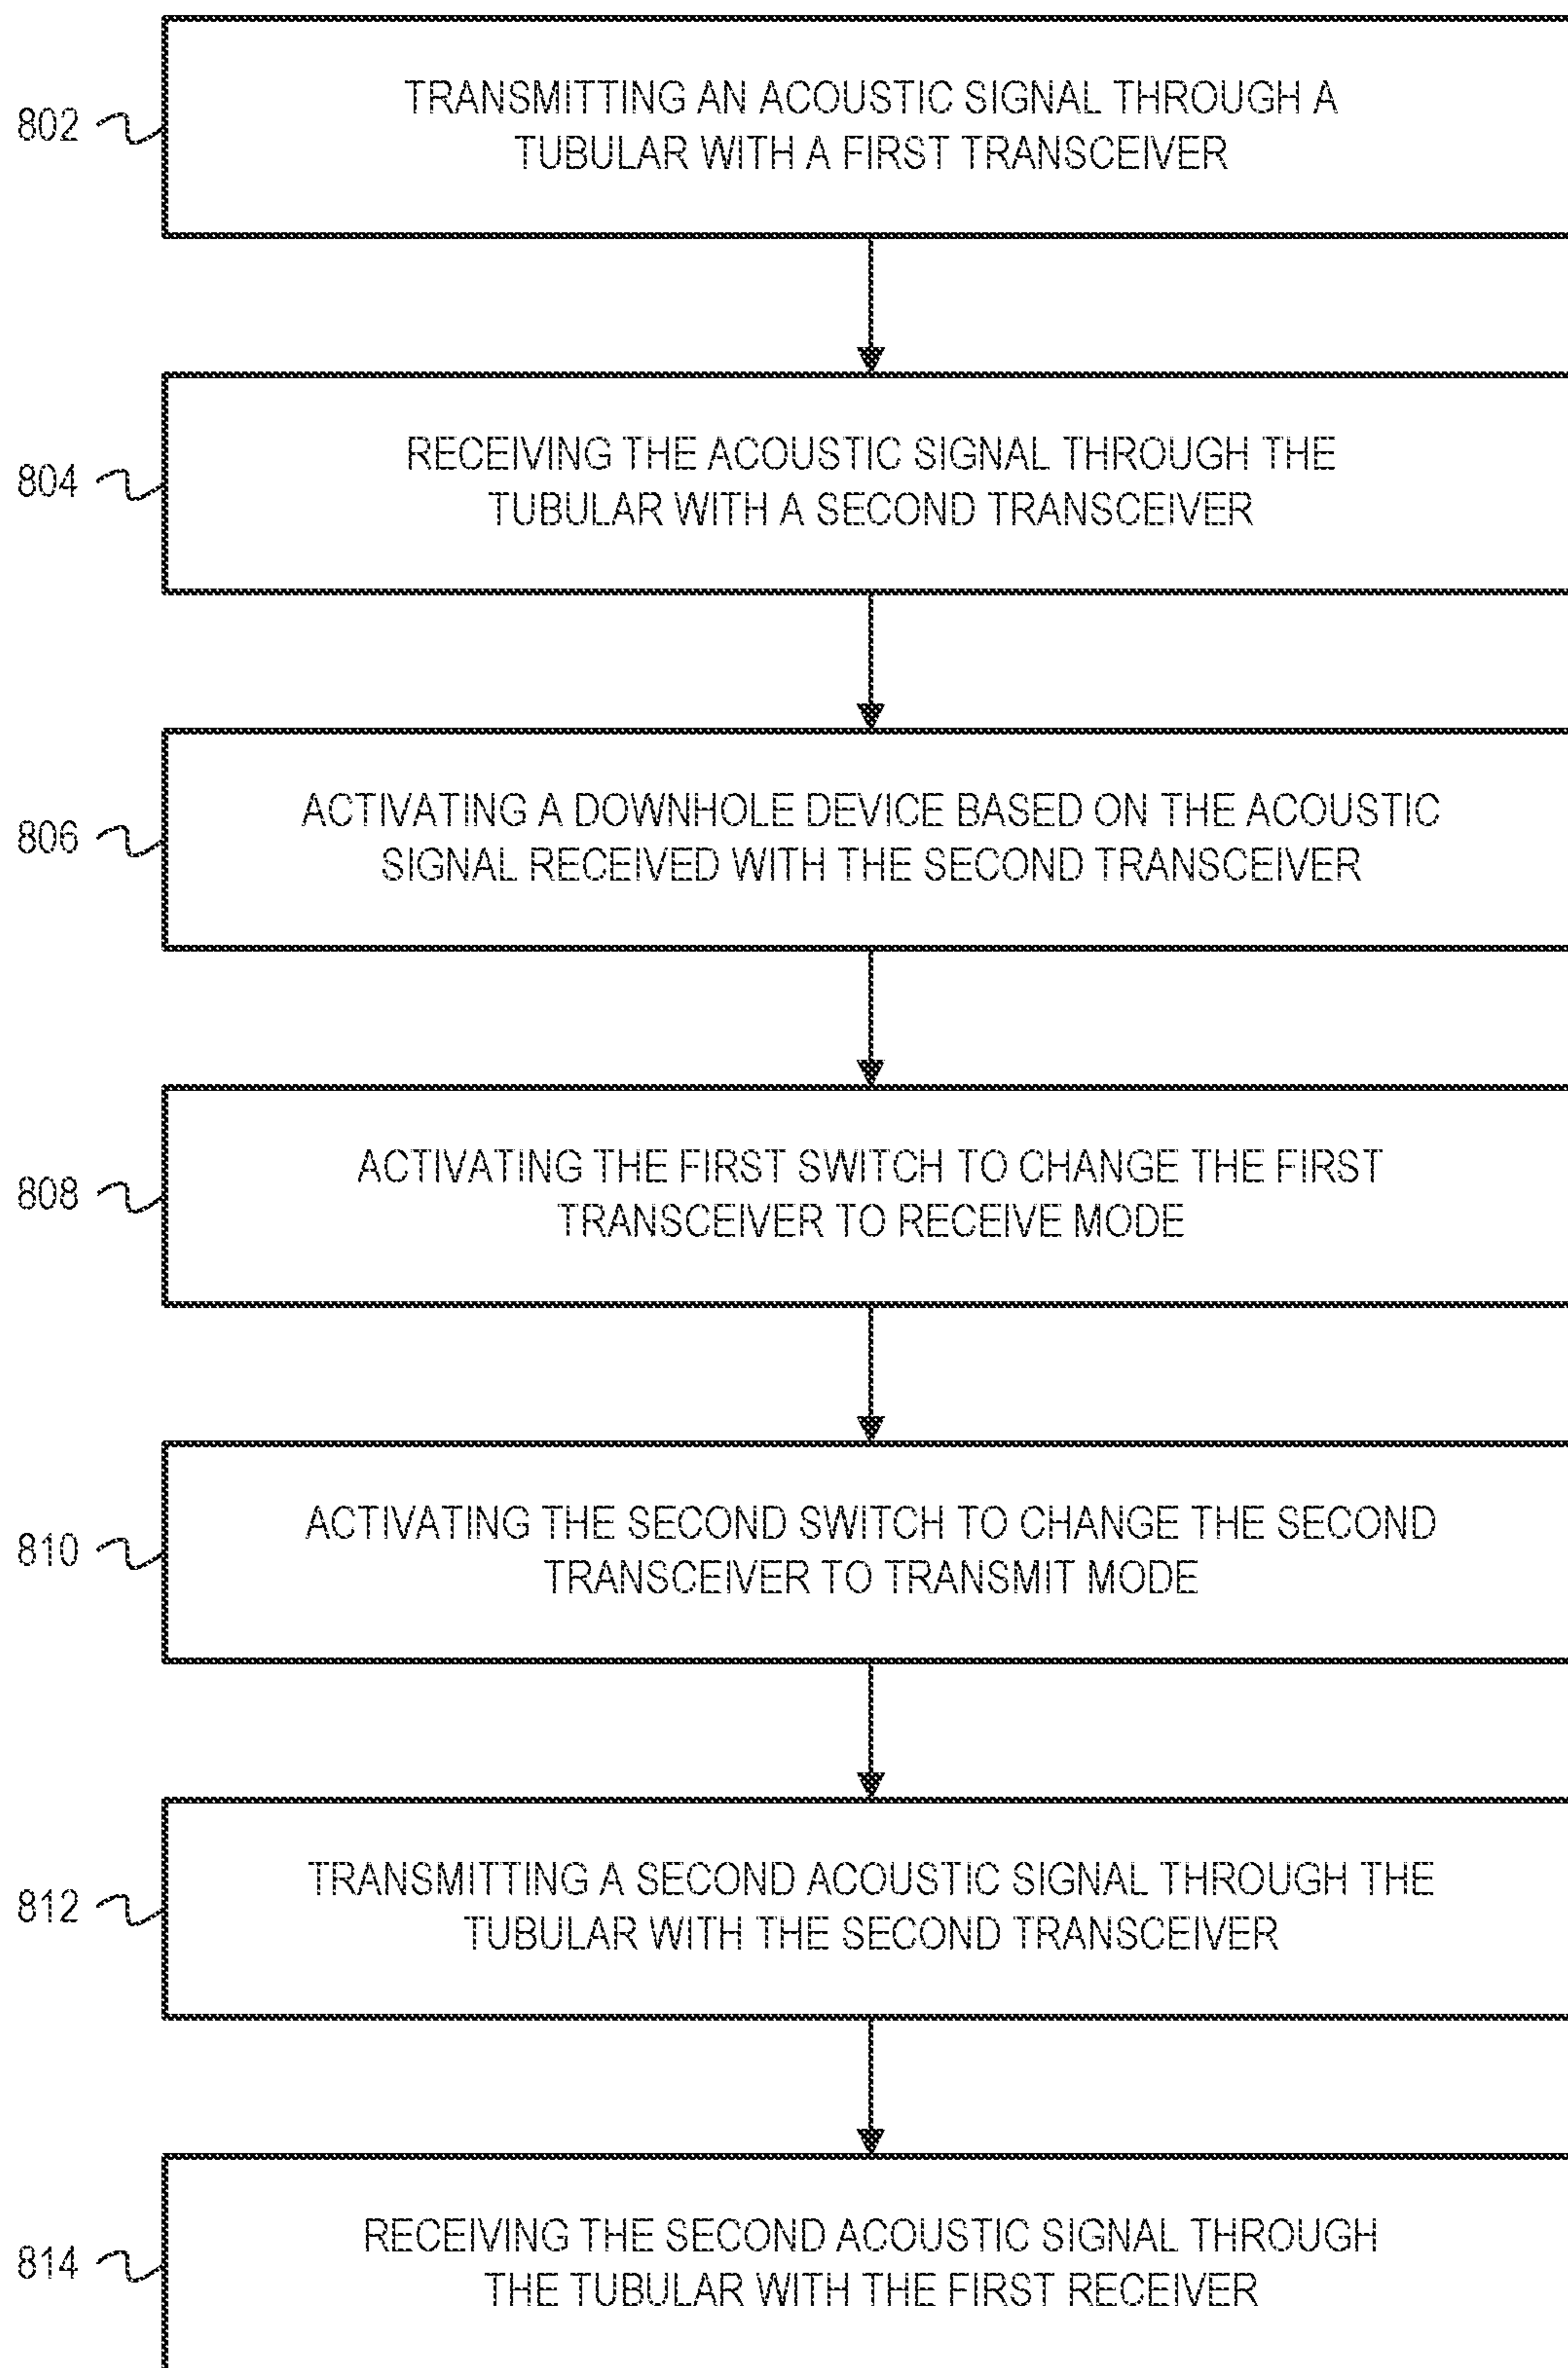 802
TRANSMITTING AN ACOUSTIC SIGNAL THROUGH A
TUBULAR WITH A FIRST TRANSCEIVER
804
RECEIVING THE ACOUSTIC SIGNAL THROUGH THE
TUBULAR WITH A SECOND TRANSCEIVER
806
ACTIVATING A DOWNHOLE DEVICE BASED ON THE ACOUSTIC
SIGNAL RECEIVED WITH THE SECOND TRANSCEIVER
808
ACTIVATING THE FIRST SWITCH TO CHANGE THE FIRST
TRANSCEIVER TO RECEIVE MODE
810
ACTIVATING THE SECOND SWITCH TO CHANGE THE SECOND
TRANSCEIVER TO TRANSMIT MODE
812
TRANSMITTING A SECOND ACOUSTIC SIGNAL THROUGH THE
TUBULAR WITH THE SECOND TRANSCEIVER
814
RECEIVING THE SECOND ACOUSTIC SIGNAL THROUGH
THE TUBULAR WITH THE FIRST RECEIVER